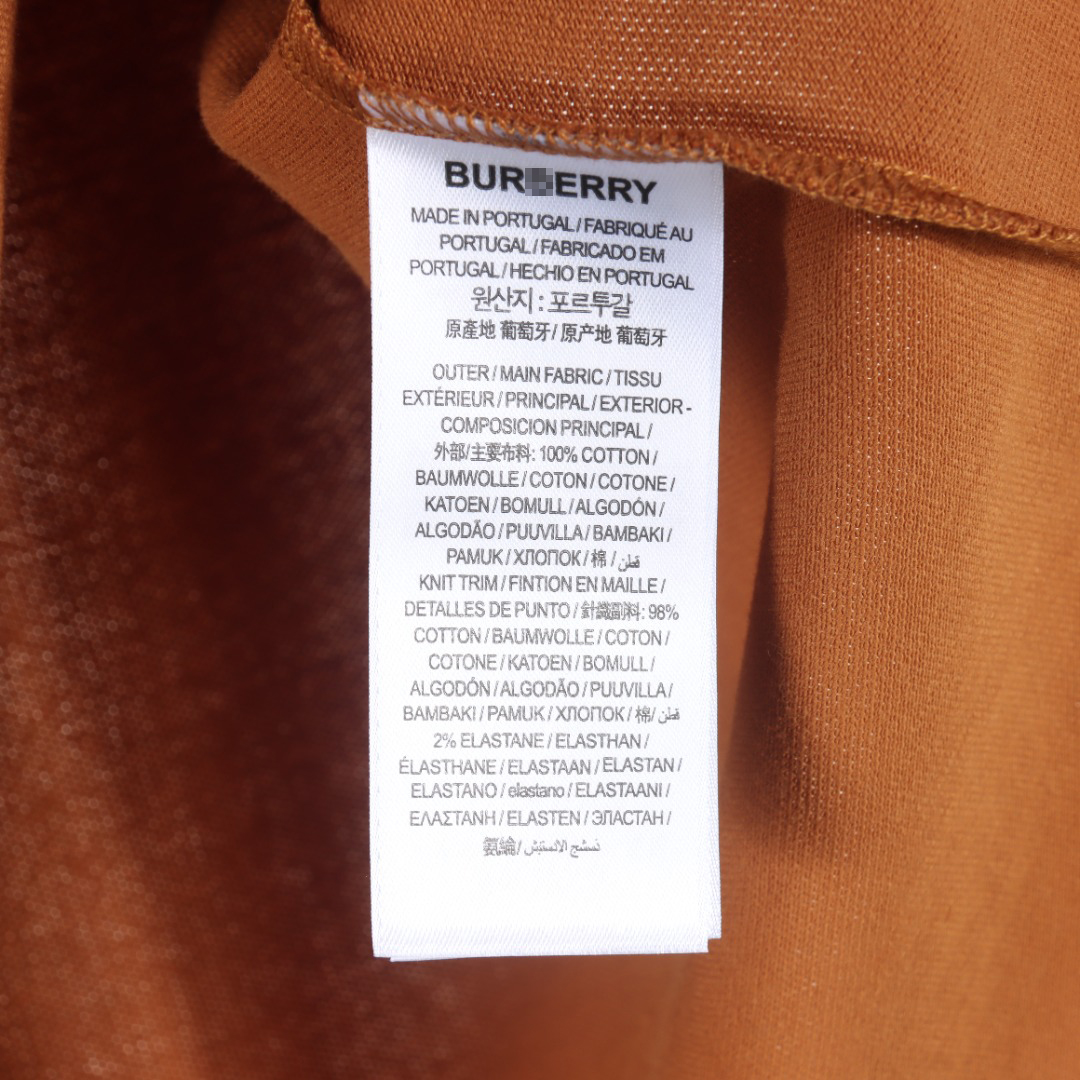 BUR ERRY
MADE IN PORTUGAL / FABRIQUÉ AU
PORTUGAL / FABRICADO EM
PORTUGAL / HECHIO EN PORTUGAL
원산지 : 포르투갈
原產地 葡萄牙/ 原产地 葡萄牙
OUTER / MAIN FABRIC / TISSU
EXTÉRIEUR / PRINCIPAL / EXTERIOR -
COMPOSICION PRINCIPAL /
外部/主要布料: 100% COTTON /
BAUMWOLLE / COTON / COTONE /
KATOEN / BOMULL / ALGODÓN /
ALGODÃO / PUUVILLA / BAMBAKI /
PAMUK / ХЛОПОК / 棉 / قطن
KNIT TRIM / FINTION EN MAILLE /
DETALLES DE PUNTO / 針織副料: 98%
COTTON / BAUMWOLLE / COTON /
COTONE / KATOEN / BOMULL /
ALGODÓN / ALGODÃO / PUUVILLA /
BAMBAKI / PAMUK / ХЛОПОК / 棉/ قطن
2% ELASTANE / ELASTHAN /
ÉLASTHANE / ELASTAAN / ELASTAN /
ELASTANO / elastano / ELASTAANI /
ΕΛΑΣΤΑΝΗ / ELASTEN / ЭЛАСТАН /
氨綸/